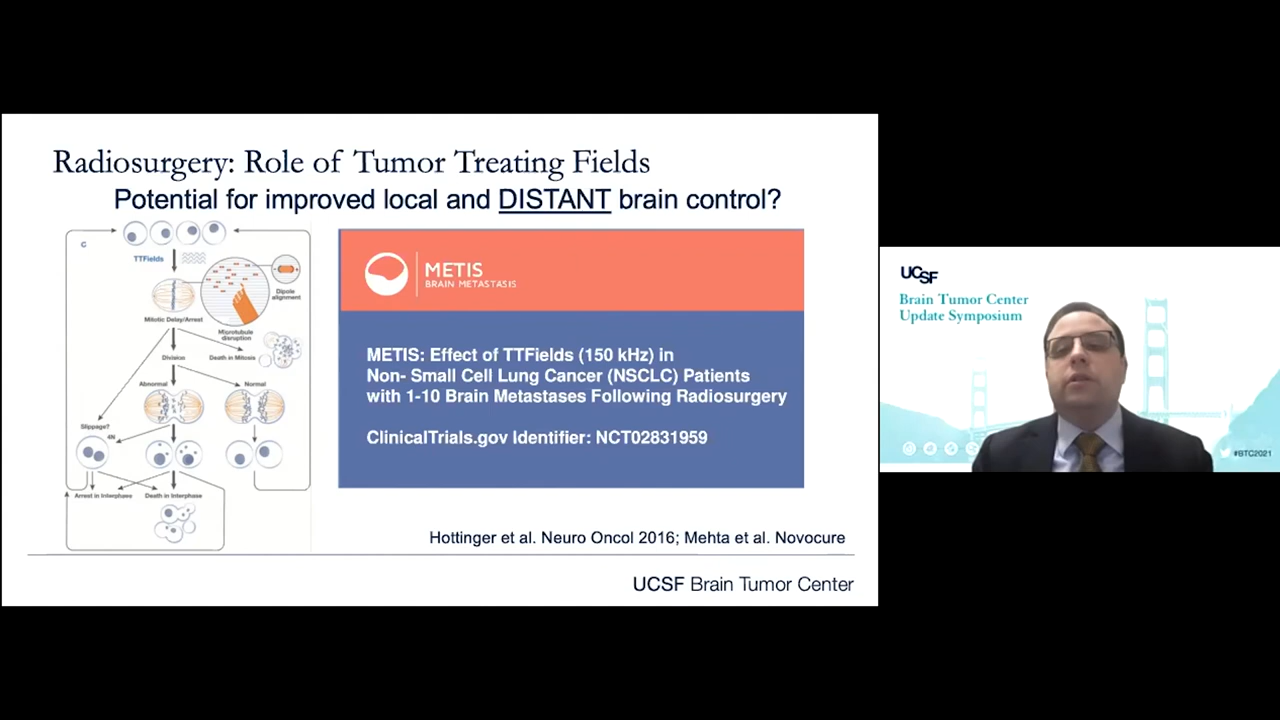 Radiosurgery: Role of Tumor Treating Fields
Potential for improved local and DISTANT brain control?
C
TTFields
Dipole
alignment
Mitotic Delay/Arrest
Microtubule
disruption
Division
Death in Mitosis
Abnormal
Normal
Slippage?
4N
Arrest in Interphase
Death in Interphase
METIS
BRAIN METASTASIS
METIS: Effect of TTFields (150 kHz) in
Non- Small Cell Lung Cancer (NSCLC) Patients
with 1-10 Brain Metastases Following Radiosurgery
ClinicalTrials.gov Identifier: NCT02831959
Hottinger et al. Neuro Oncol 2016; Mehta et al. Novocure
UCSF Brain Tumor Center
UCSF
Brain Tumor Center
Update Symposium
#BTC2021